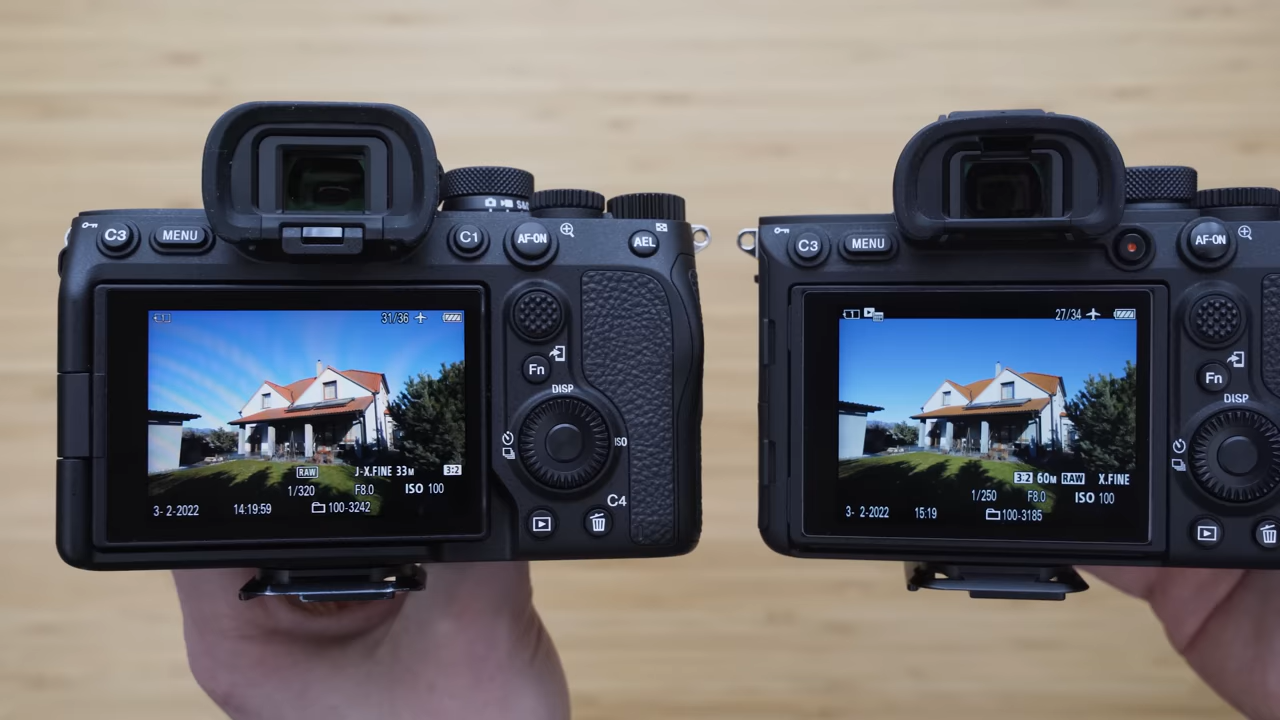 C3
MENU
S&Q
C1
AF-ON
AEL
31/36
Fn
DISP
ISO
RAW J-X.FINE 33M 3:2
1/320 F8.0 ISO 100
3- 2-2022 14:19:59 100-3242
C4
C3
MENU
AF-ON
1
27/34
Fn
DISP
3:2 60M RAW X.FINE
1/250 F8.0 ISO 100
3- 2-2022 15:19 100-3185